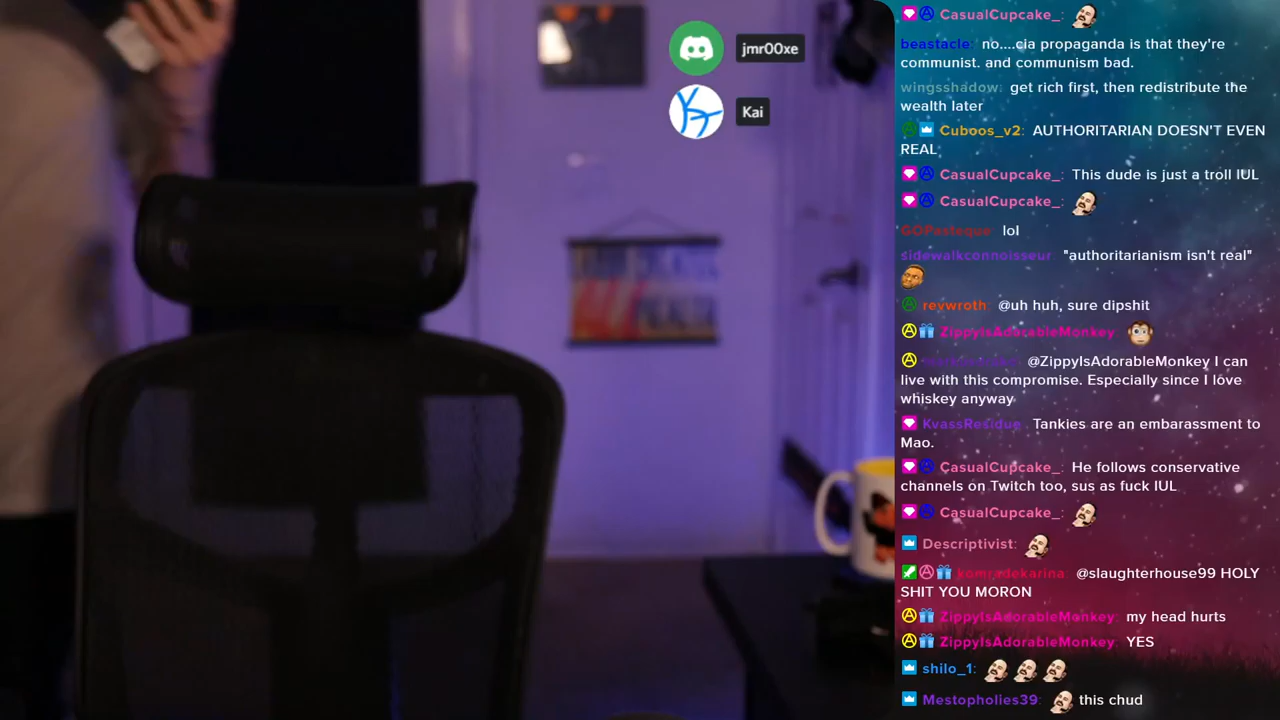 jmr00xe
Kai
CasualCupcake_:
beastacle: no....cia propaganda is that they're
communist. and communism bad.
wingsshadow: get rich first, then redistribute the
wealth later
Cuboos_v2: AUTHORITARIAN DOESN'T EVEN
REAL
CasualCupcake_: This dude is just a troll IUL
CasualCupcake_:
GOPasteque: lol
sidewalkconnoisseur: "authoritarianism isn't real"
revwroth: @uh huh, sure dipshit
ZippyIsAdorableMonkey:
@ZippyIsAdorableMonkey I can
live with this compromise. Especially since I love
whiskey anyway
KvassResidue: Tankies are an embarassment to
Mao.
CasualCupcake_: He follows conservative
channels on Twitch too, sus as fuck IUL
CasualCupcake_:
Descriptivist:
komradekarina: @slaughterhouse99 HOLY
SHIT YOU MORON
ZippyIsAdorableMonkey: my head hurts
ZippyIsAdorableMonkey: YES
shilo_1:
Mestopholies39: this chud